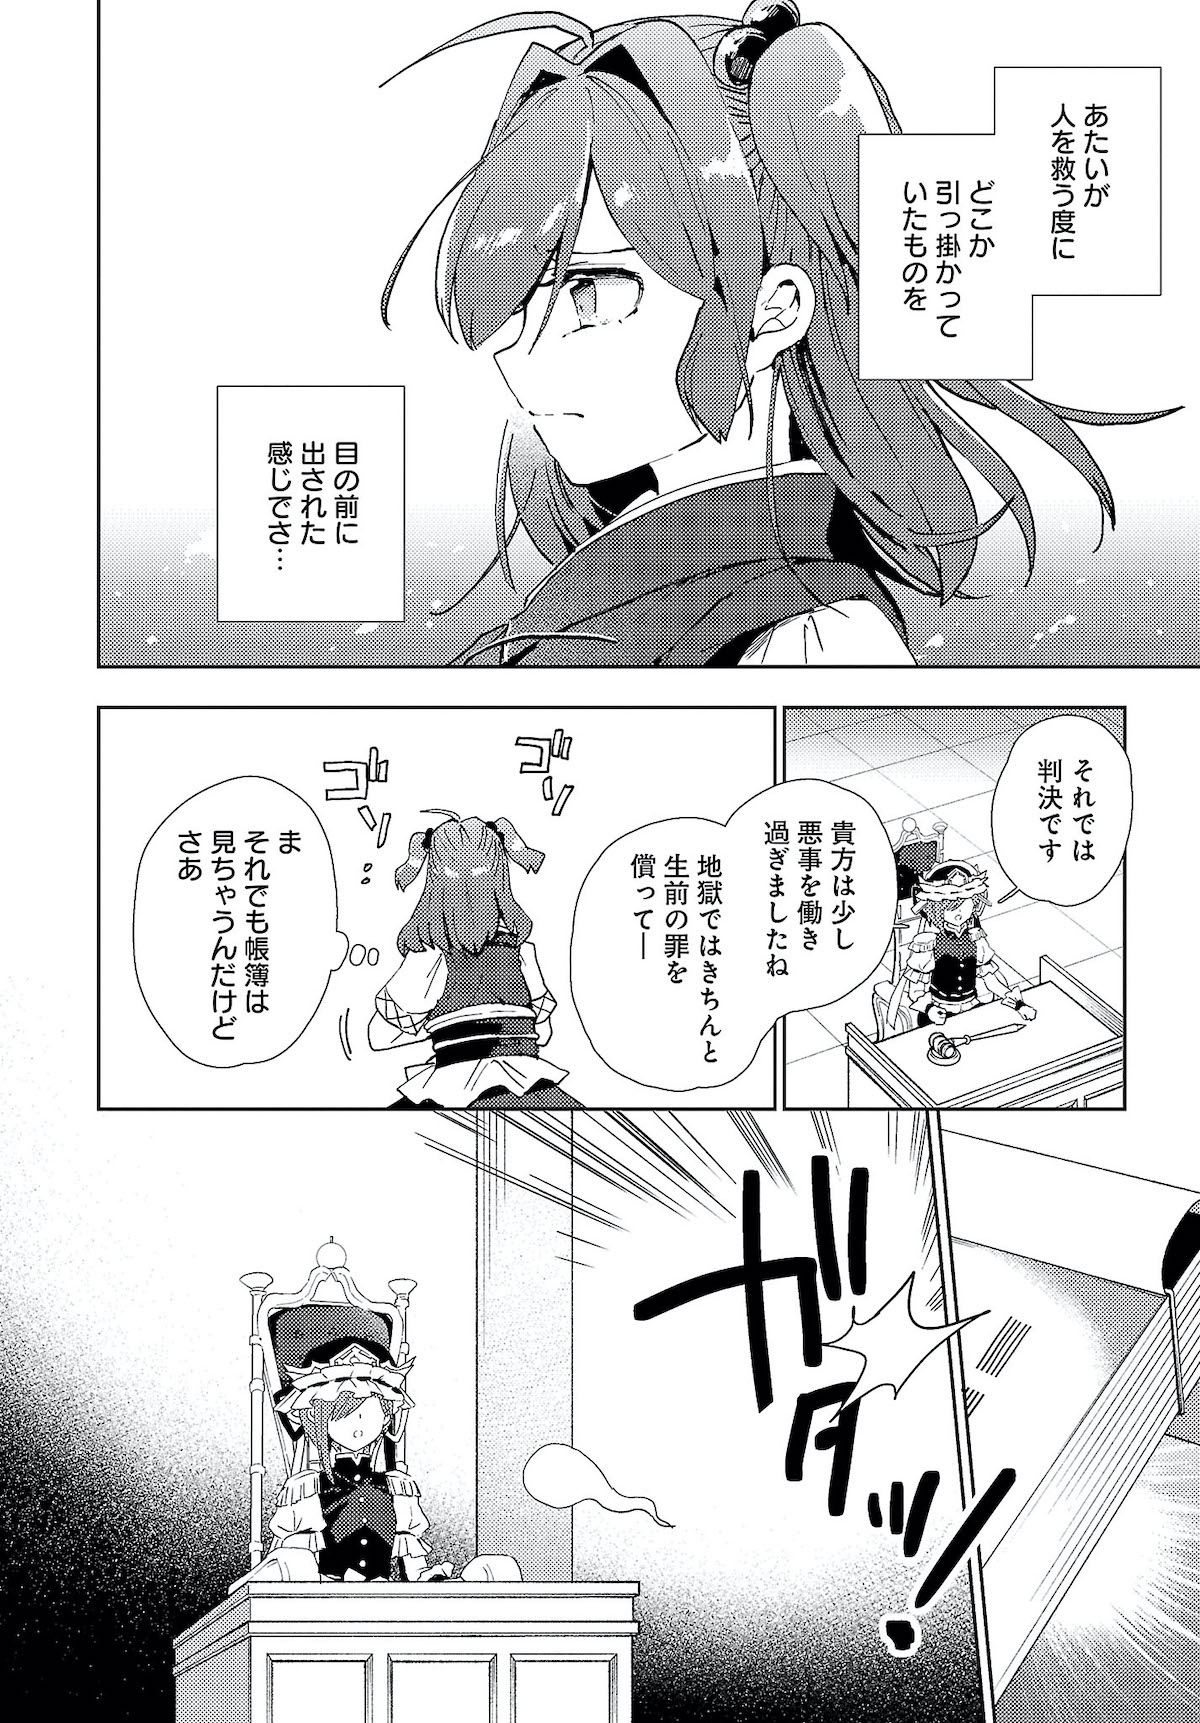 あたいが
人を救う度に
どこか
引っ掛かって
いたものを
目の前に
出された
感じでさ…
それでは
判決です
貴方は少し
悪事を働き
過ぎましたね
地獄ではきちんと
生前の罪を
償って―
ゴソ
ゴソ
ま
それでも帳簿は
見ちゃうんだけど
さあ
ガタッ